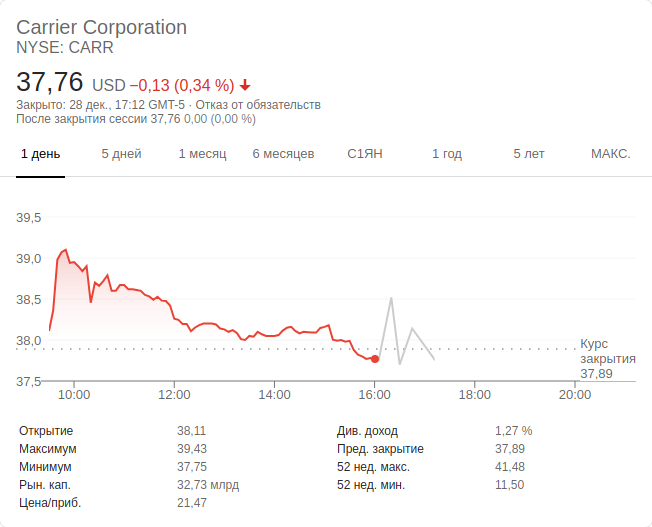 Carrier Corporation
NYSE: CARR
37,76 USD −0,13 (0,34 %)
Закрыто: 28 дек., 17:12 GMT-5 · Отказ от обязательств
После закрытия сессии 37,76 0,00 (0,00 %)
1 день 5 дней 1 месяц 6 месяцев С1ЯН 1 год 5 лет МАКС.
39,5
39,0
38,5
38,0
37,5
Курс
закрытия
37,89
10:00 12:00 14:00 16:00 18:00 20:00
Открытие 38,11 Див. доход 1,27 %
Максимум 39,43 Пред. закрытие 37,89
Минимум 37,75 52 нед. макс. 41,48
Рын. кап. 32,73 млрд 52 нед. мин. 11,50
Цена/приб. 21,47